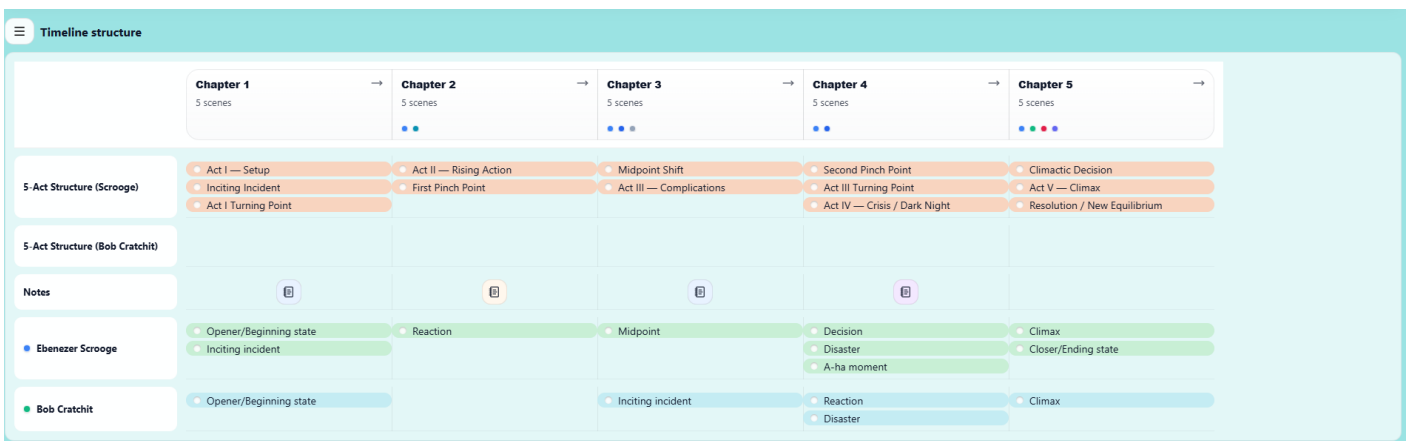 Timeline structure
Chapter 1 → Chapter 2 → Chapter 3 → Chapter 4 → Chapter 5 →
5 scenes 5 scenes 5 scenes 5 scenes 5 scenes
5-Act Structure (Scrooge)
Act I — Setup Act II — Rising Action Midpoint Shift Second Pinch Point Climactic Decision
Inciting Incident First Pinch Point Act III — Complications Act III Turning Point Act V — Climax
Act I Turning Point Act IV — Crisis / Dark Night Resolution / New Equilibrium
5-Act Structure (Bob Cratchit)
Notes
Ebenezer Scrooge
Opener/Beginning state Reaction Midpoint Decision Climax
Inciting incident Disaster Closer/Ending state
A-ha moment
Bob Cratchit
Opener/Beginning state Inciting incident Reaction Climax
Disaster